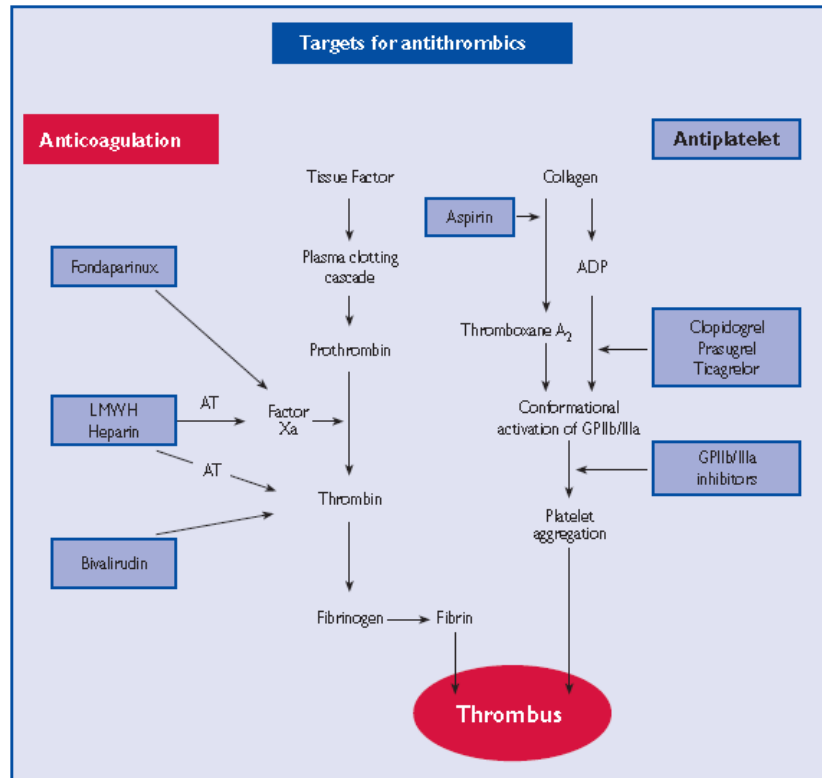 Targets for antithrombics
Anticoagulation
Antiplatelet
Tissue Factor
Collagen
Aspirin
Plasma clotting
cascade
Fondaparinux
ADP
Thromboxane A2
Clopidogrel
Prasugrel
Ticagrelor
Prothrombin
LMWH
Heparin
AT
Factor
Xa
Conformational
activation of GPIIb/IIIa
AT
GPIIb/IIIa
inhibitors
Thrombin
Platelet
aggregation
Bivalirudin
Fibrinogen
Fibrin
Thrombus